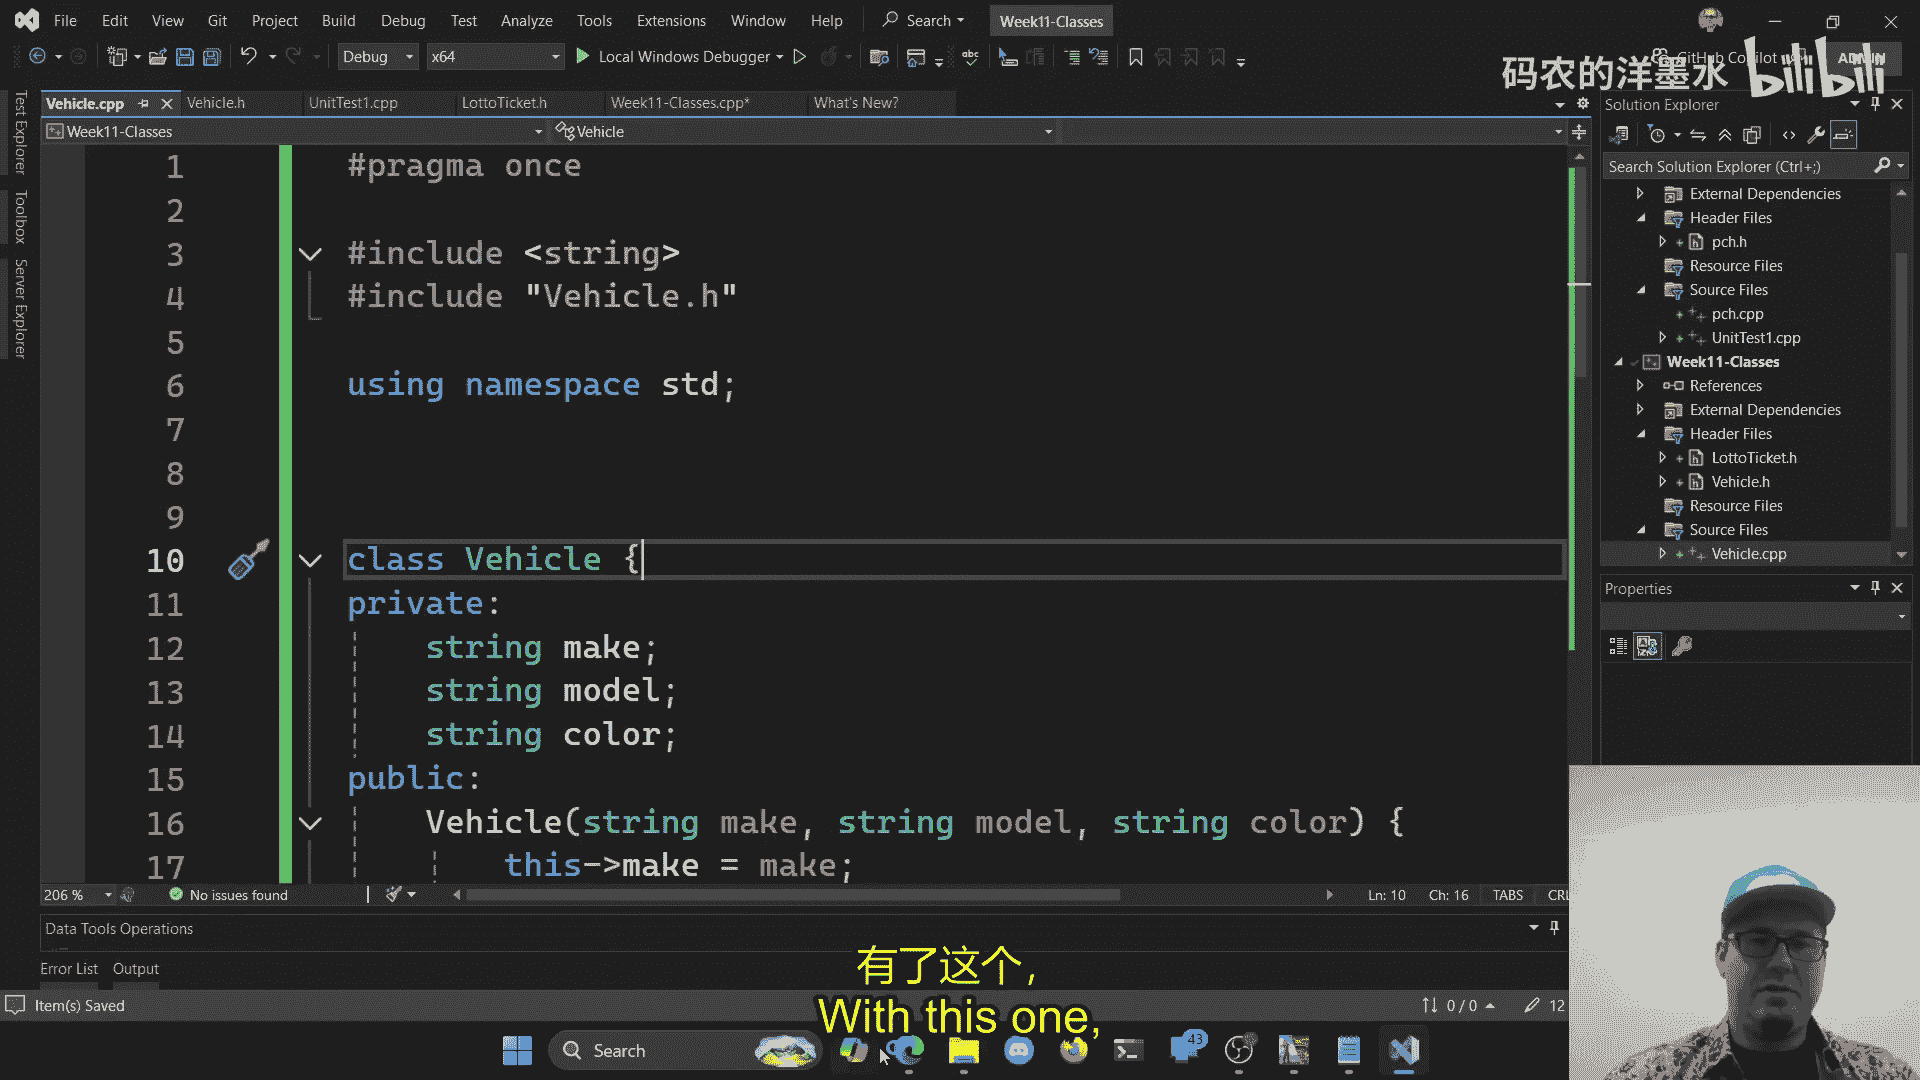 File Edit View Git Project Build Debug Test Analyze Tools Extensions Window Help Search Week11-Classes
Debug x64 Local Windows Debugger GitHub Copilot ADMIN
码农的洋墨水 bilibili
Vehicle.cpp Vehicle.h UnitTest1.cpp LottoTicket.h Week11-Classes.cpp* What's New?
Week11-Classes Vehicle
Test Explorer
Toolbox
Server Explorer
1 #pragma once
2
3 #include <string>
4 #include "Vehicle.h"
5
6 using namespace std;
7
8
9
10 class Vehicle {
11 private:
12 string make;
13 string model;
14 string color;
15 public:
16 Vehicle(string make, string model, string color) {
17 this->make = make;
206 % No issues found Ln: 10 Ch: 16 TABS CRL
Solution Explorer
Search Solution Explorer (Ctrl+;)
External Dependencies
Header Files
pch.h
Resource Files
Source Files
pch.cpp
UnitTest1.cpp
Week11-Classes
References
External Dependencies
Header Files
LottoTicket.h
Vehicle.h
Resource Files
Source Files
Vehicle.cpp
Properties
Data Tools Operations
Error List Output
Item(s) Saved 0 / 0 12
有了这个，
With this one,
Search 43